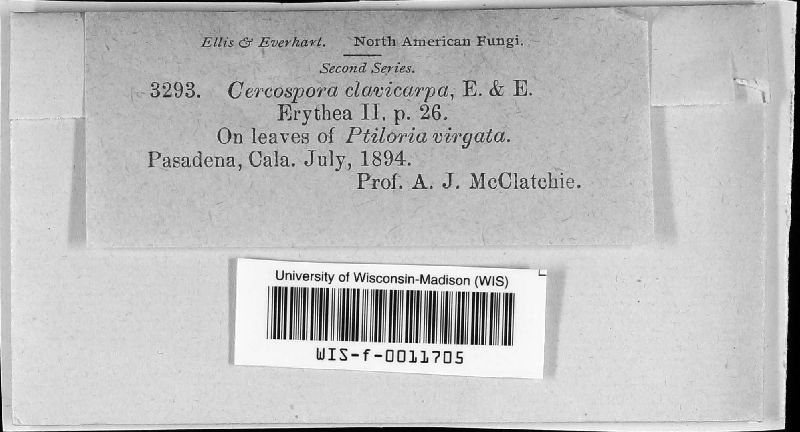 Ellis & Everhart. North American Fungi.
Second Series.
3293. Cercospora clavicarpa, E. & E.
Erythea II, p. 26.
On leaves of Ptiloria virgata.
Pasadena, Cala. July, 1894.
Prof. A. J. McClatchie.
University of Wisconsin-Madison (WIS)
WIS-f-0011705